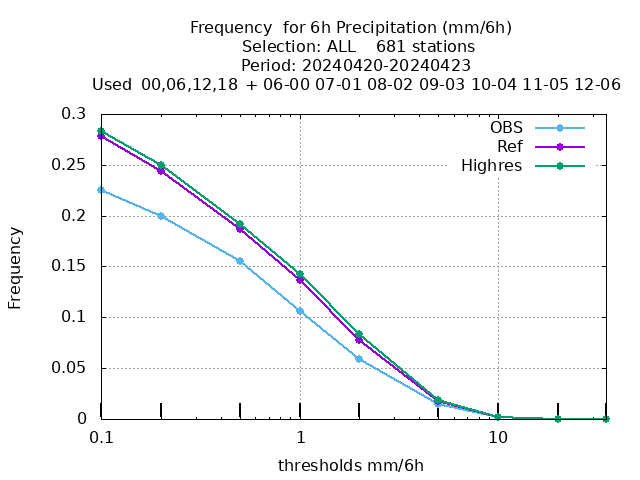 Frequency  for 6h Precipitation (mm/6h)
Selection: ALL    681 stations
Period: 20240420-20240423
Used  00,06,12,18  + 06-00 07-01 08-02 09-03 10-04 11-05 12-06
OBS
Ref
Highres
0.3
0.25
0.2
0.15
0.1
0.05
0
Frequency
0.1
1
10
thresholds mm/6h